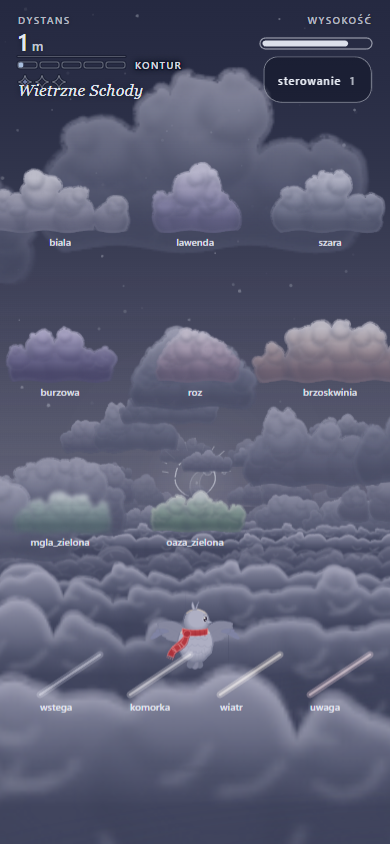 DYSTANS
WYSOKOŚĆ
1 m
KONTUR
Wietrzne Schody
sterowanie 1
biala
lawenda
szara
burzowa
roz
brzoskwinia
mgla_zielona
oaza_zielona
wstega
komorka
wiatr
uwaga